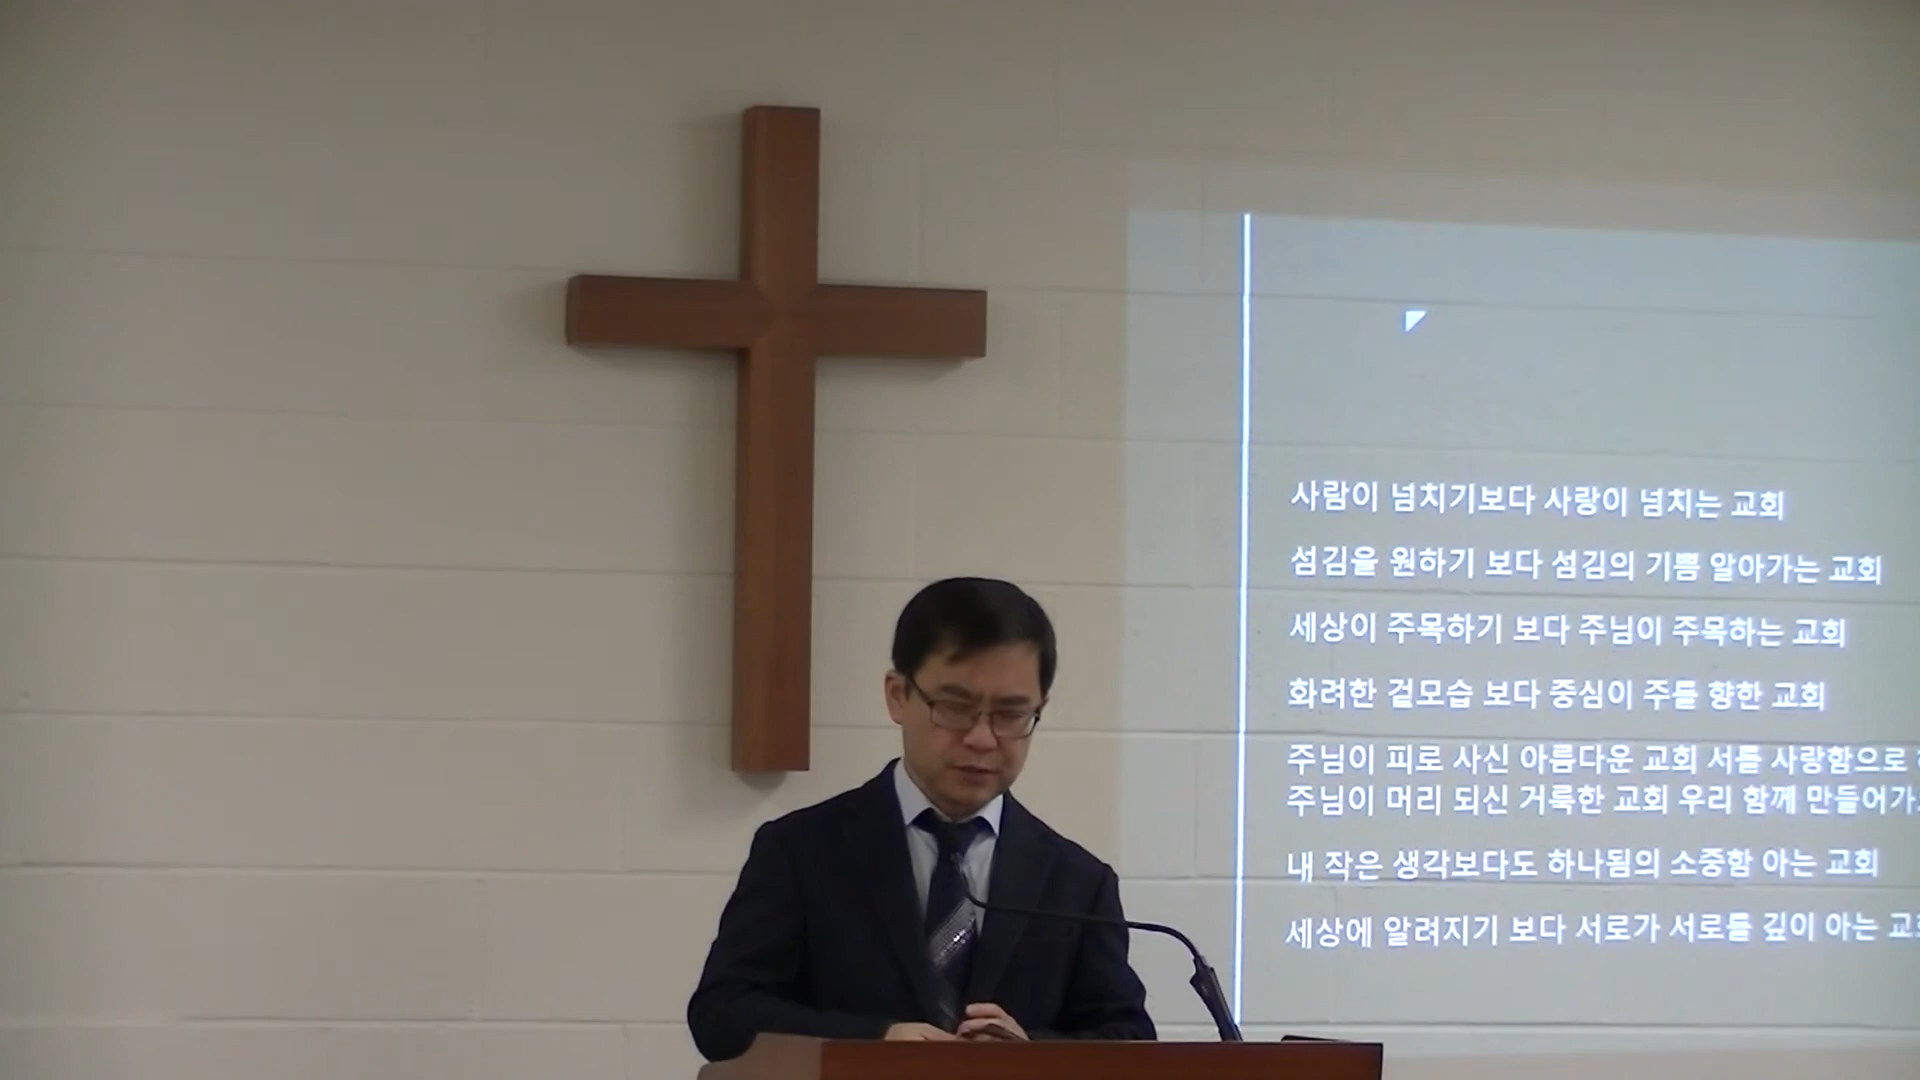 사람이 넘치기보다 사랑이 넘치는 교회
섬김을 원하기 보다 섬김의 기쁨 알아가는 교회
세상이 주목하기 보다 주님이 주목하는 교회
화려한 겉모습 보다 중심이 주를 향한 교회
주님이 피로 사신 아름다운 교회 서를 사랑함으로
주님이 머리 되신 거룩한 교회 우리 함께 만들어가
내 작은 생각보다도 하나됨의 소중함 아는 교회
세상에 알려지기 보다 서로가 서로를 깊이 아는